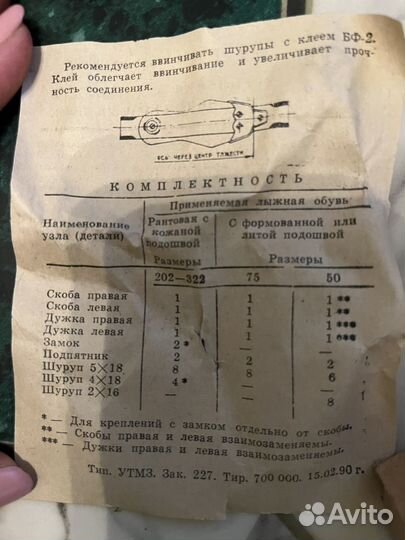 Рекомендуется ввинчивать шурупы с клеем БФ-2.
Клей облегчает ввинчивание и увеличивает проч-
ность соединения.
ОСЬ ЧЕРЕЗ ЦЕНТР ТЯЖЕСТИ
КОМПЛЕКТНОСТЬ
Применяемая лыжная обувь
Наименование узла (детали) Рантовая с кожаной подошвой С формованной или литой подошвой
Размеры Размеры
202—322 75 50
Скоба правая 1 1 1 **
Скоба левая 1 1 1 **
Дужка правая 1 1 1 ***
Дужка левая 1 1 1 ***
Замок 2 * — —
Подпятник 2 2 2
Шуруп 5×18 8 8 6
Шуруп 4×18 4 * — —
Шуруп 2×16 — — 8
* — Для креплений с замком отдельно от скобы.
** — Скобы правая и левая взаимозаменяемы.
*** — Дужки правая и левая взаимозаменяемы.
Тип. УТМЗ. Зак. 227. Тир. 700 000. 15.02.90 г.
Avito